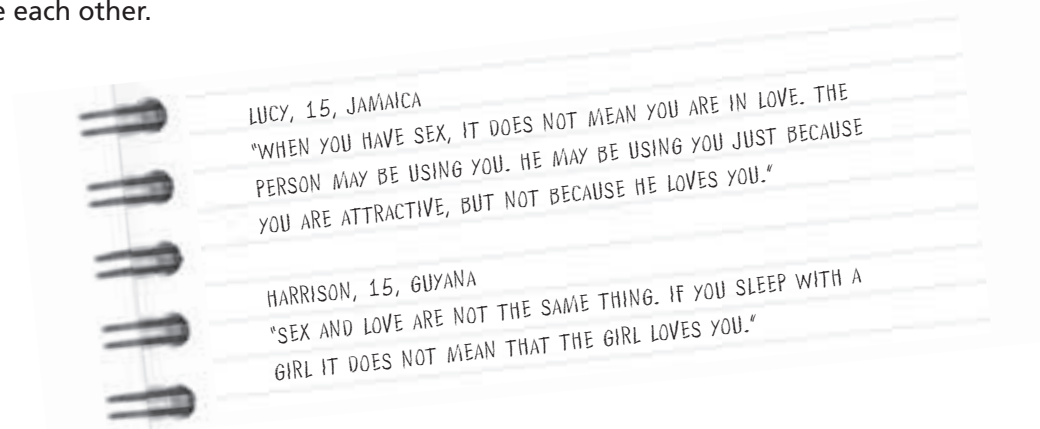 e each other.
LUCY, 15, JAMAICA
"WHEN YOU HAVE SEX, IT DOES NOT MEAN YOU ARE IN LOVE. THE
PERSON MAY BE USING YOU. HE MAY BE USING YOU JUST BECAUSE
YOU ARE ATTRACTIVE, BUT NOT BECAUSE HE LOVES YOU."
HARRISON, 15, GUYANA
"SEX AND LOVE ARE NOT THE SAME THING. IF YOU SLEEP WITH A
GIRL IT DOES NOT MEAN THAT THE GIRL LOVES YOU."